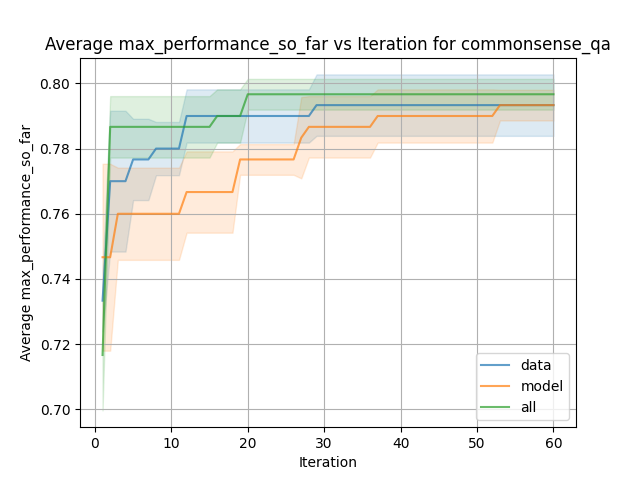 Average max_performance_so_far vs Iteration for commonsense_qa
Average max_performance_so_far
0.80
0.78
0.76
0.74
0.72
0.70
0 10 20 30 40 50 60
Iteration
data
model
all